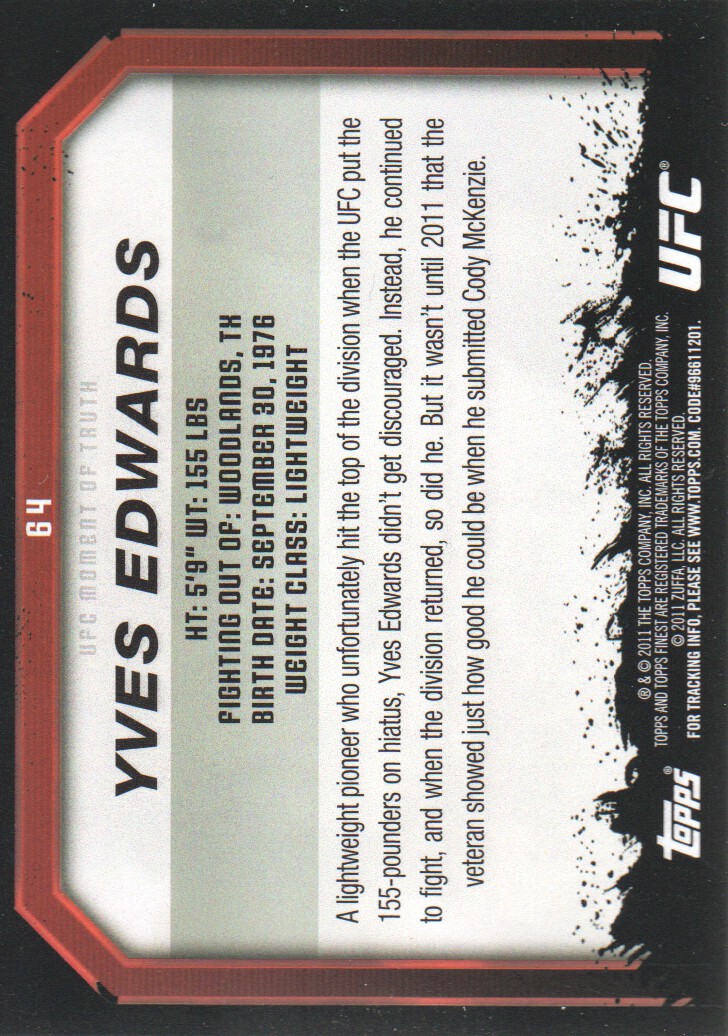 64
UFC MOMENT OF TRUTH
YVES EDWARDS
HT: 5'9" WT: 155 LBS
FIGHTING OUT OF: WOODLANDS, TX
BIRTH DATE: SEPTEMBER 30, 1976
WEIGHT CLASS: LIGHTWEIGHT
A lightweight pioneer who unfortunately hit the top of the division when the UFC put the
155-pounders on hiatus, Yves Edwards didn't get discouraged. Instead, he continued
to fight, and when the division returned, so did he. But it wasn't until 2011 that the
veteran showed just how good he could be when he submitted Cody McKenzie.
Topps®
® & © 2011 THE TOPPS COMPANY, INC. ALL RIGHTS RESERVED.
TOPPS AND TOPPS FINEST ARE REGISTERED TRADEMARKS OF THE TOPPS COMPANY, INC.
© 2011 ZUFFA, LLC. ALL RIGHTS RESERVED.
FOR TRACKING INFO, PLEASE SEE WWW.TOPPS.COM. CODE#96611201.
UFC®